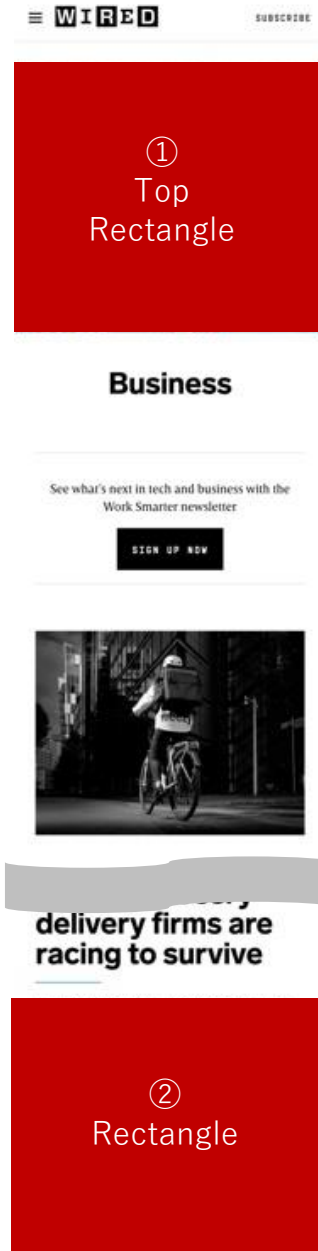 WIRED
SUBSCRIBE
①
Top
Rectangle
Business
See what's next in tech and business with the
Work Smarter newsletter
SIGN UP NOW
delivery firms are
racing to survive
②
Rectangle